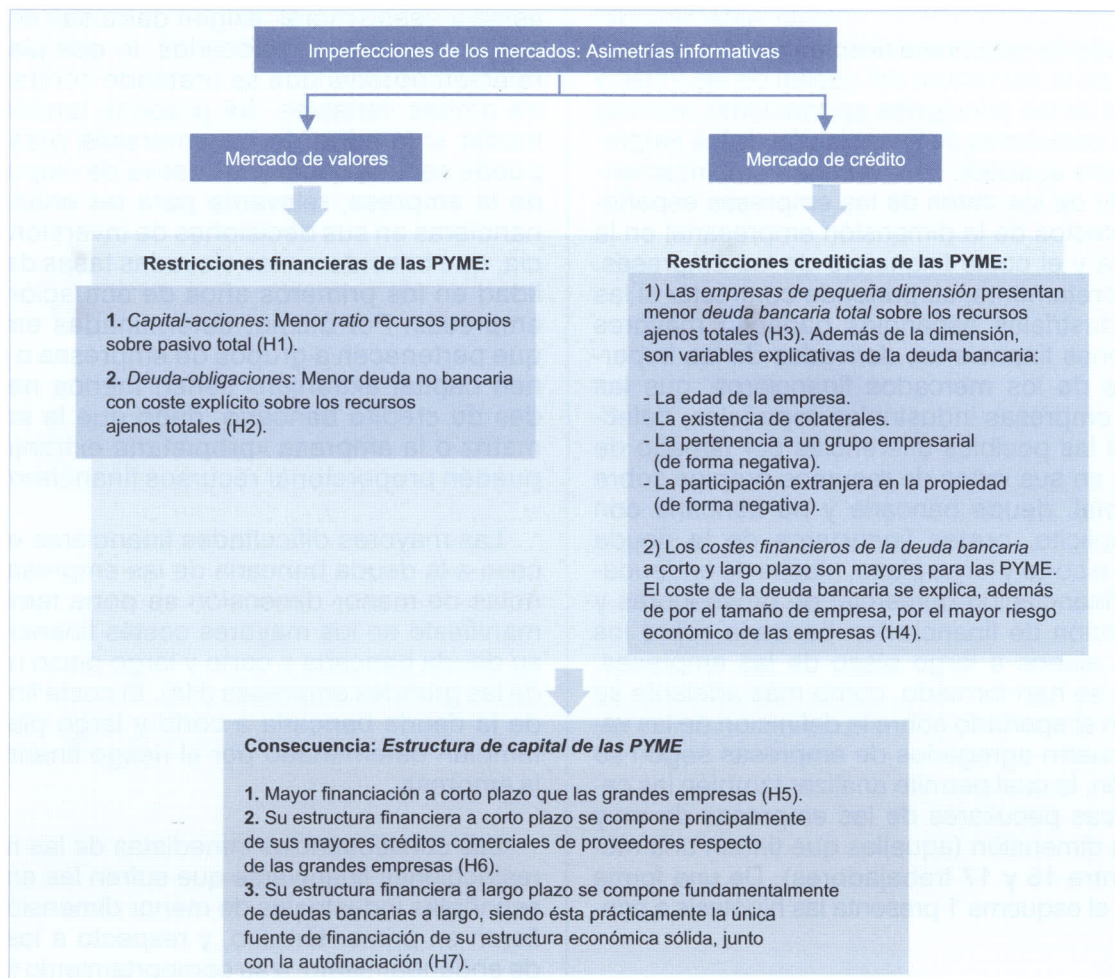 Imperfecciones de los mercados: Asimetrías informativas
Mercado de valores
Mercado de crédito
Restricciones financieras de las PYME:
1. Capital-acciones: Menor ratio recursos propios
sobre pasivo total (H1).
2. Deuda-obligaciones: Menor deuda no bancaria
con coste explícito sobre los recursos
ajenos totales (H2).
Restricciones crediticias de las PYME:
1) Las empresas de pequeña dimensión presentan
menor deuda bancaria total sobre los recursos
ajenos totales (H3). Además de la dimensión,
son variables explicativas de la deuda bancaria:
- La edad de la empresa.
- La existencia de colaterales.
- La pertenencia a un grupo empresarial
(de forma negativa).
- La participación extranjera en la propiedad
(de forma negativa).
2) Los costes financieros de la deuda bancaria
a corto y largo plazo son mayores para las PYME.
El coste de la deuda bancaria se explica, además
de por el tamaño de la empresa, por el mayor riesgo
económico de las empresas (H4).
Consecuencia: Estructura de capital de las PYME
1. Mayor financiación a corto plazo que las grandes empresas (H5).
2. Su estructura financiera a corto plazo se compone principalmente
de sus mayores créditos comerciales de proveedores respecto
de las grandes empresas (H6).
3. Su estructura financiera a largo plazo se compone fundamentalmente
de deudas bancarias a largo, siendo ésta prácticamente la única
fuente de financiación de su estructura económica sólida, junto
con la autofinaciación (H7).